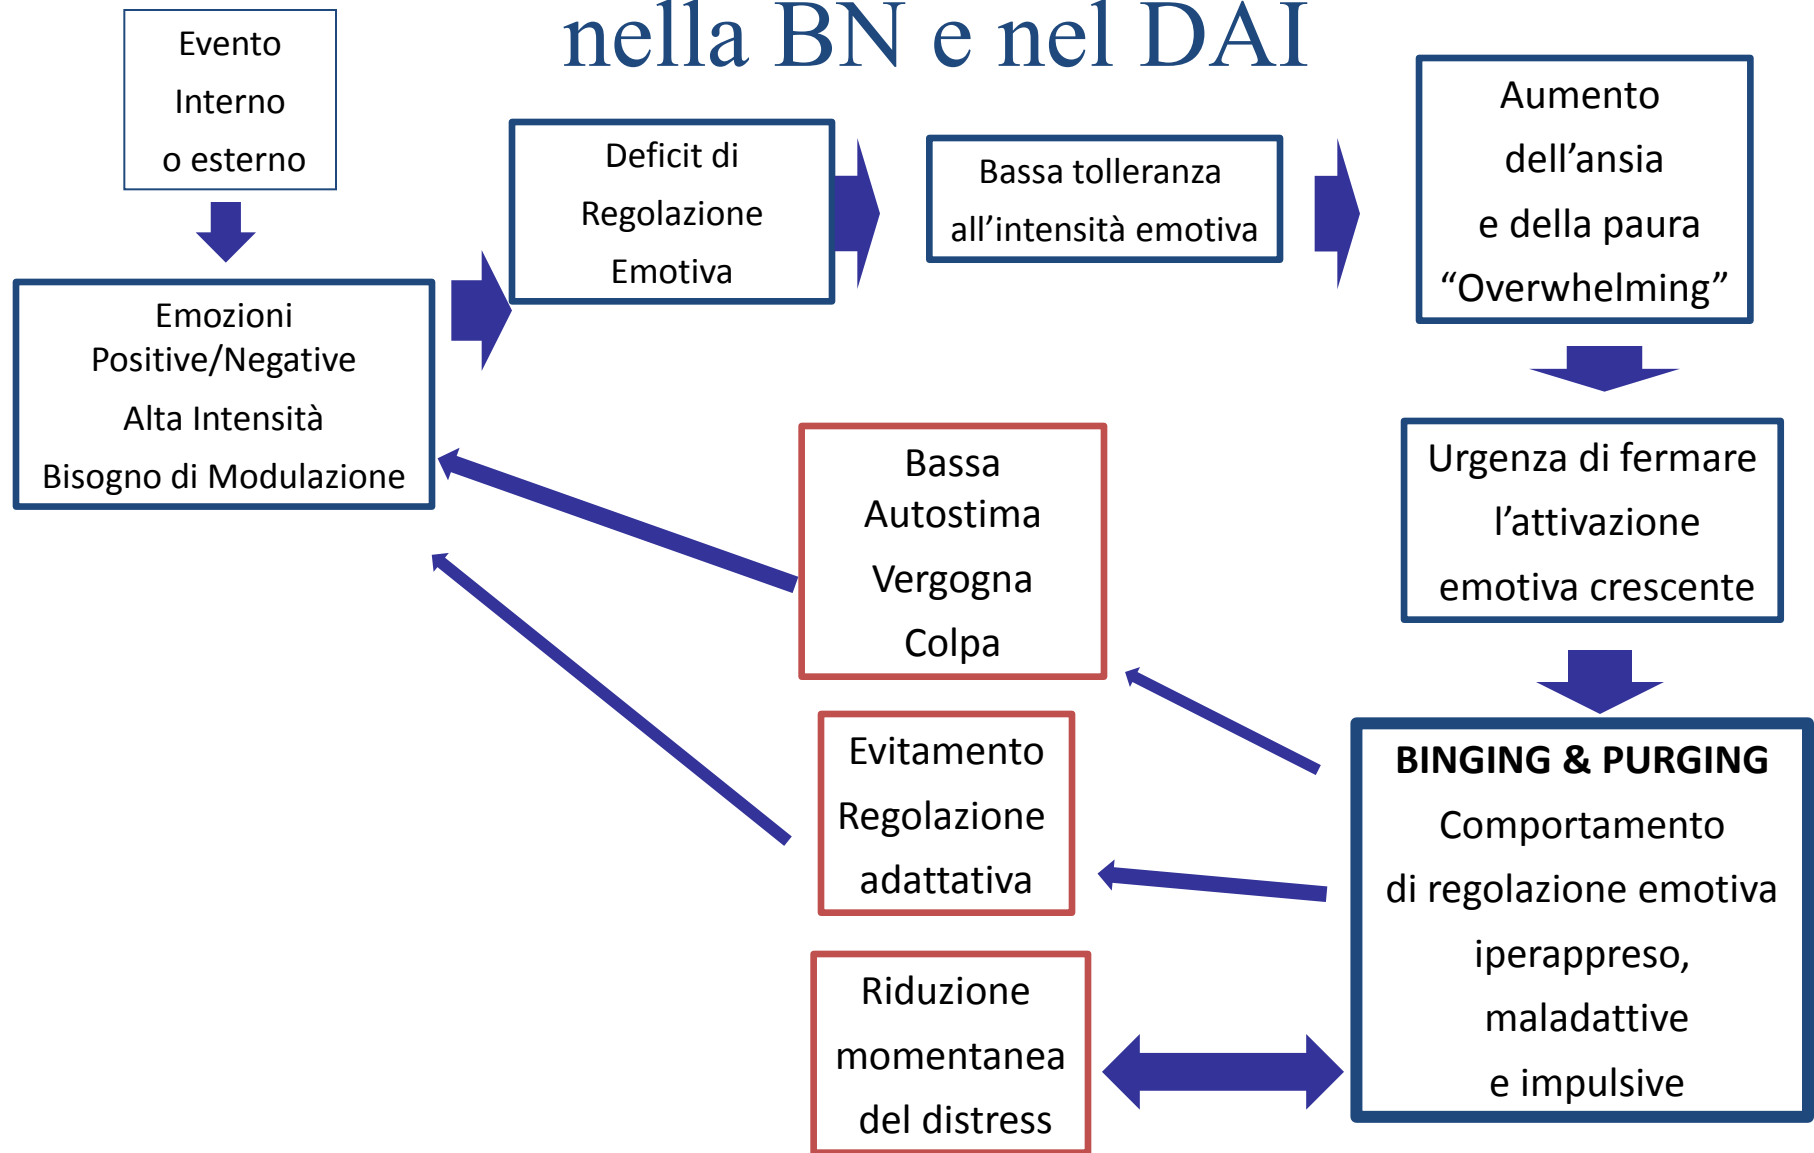 nella BN e nel DAI
Evento
Interno
o esterno
Emozioni
Positive/Negative
Alta Intensità
Bisogno di Modulazione
Deficit di
Regolazione
Emotiva
Bassa tolleranza
all’intensità emotiva
Aumento
dell’ansia
e della paura
“Overwhelming”
Urgenza di fermare
l’attivazione
emotiva crescente
BINGING & PURGING
Comportamento
di regolazione emotiva
iperappreso,
maladattive
e impulsive
Bassa
Autostima
Vergogna
Colpa
Evitamento
Regolazione
adattativa
Riduzione
momentanea
del distress